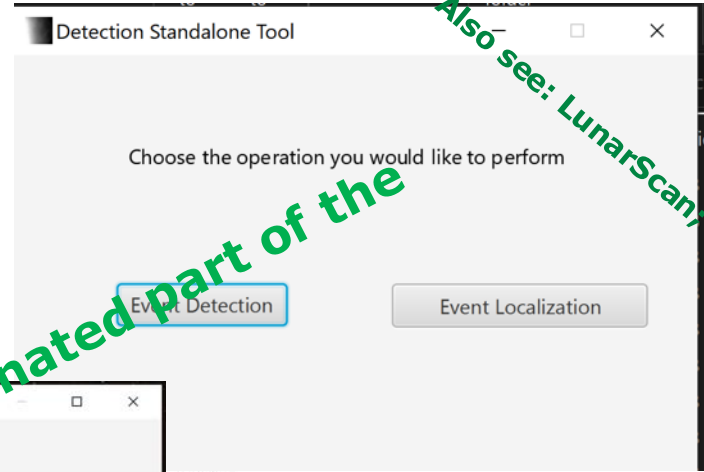 Detection Standalone Tool
Also see: LunarScan,
Choose the operation you would like to perform
part of the
Event Detection
Event Localization